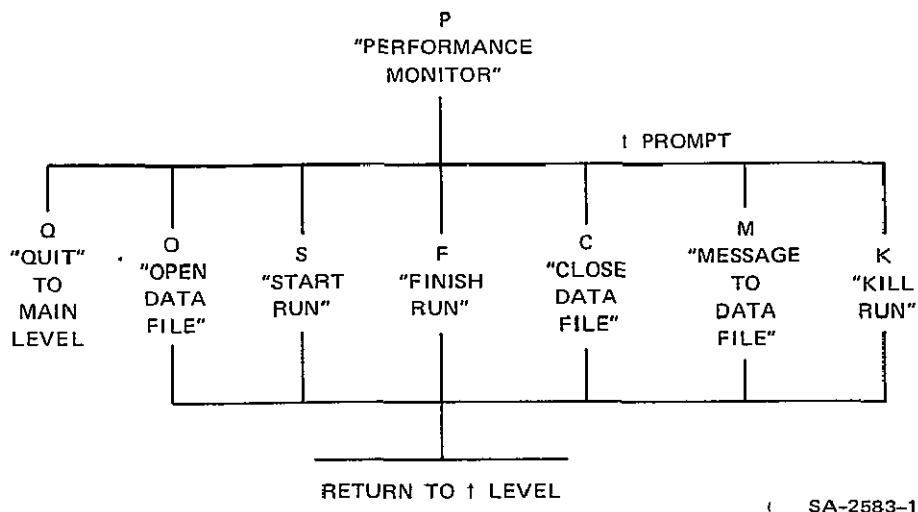 P
"PERFORMANCE
MONITOR"
↑ PROMPT
Q
"QUIT"
TO
MAIN
LEVEL
O
"OPEN
DATA
FILE"
S
"START
RUN"
F
"FINISH
RUN"
C
"CLOSE
DATA
FILE"
M
"MESSAGE
TO
DATA
FILE"
K
"KILL
RUN"
RETURN TO ↑ LEVEL
SA-2583-1